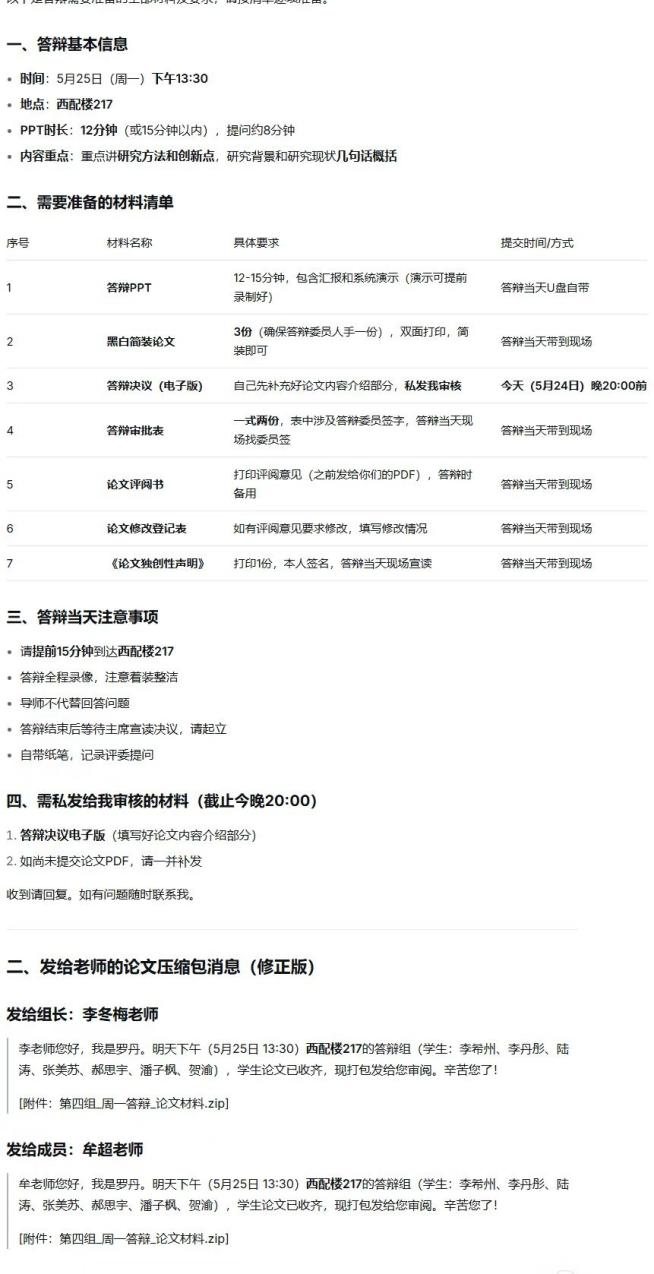 以下是答辩需要准备的全部材料及要求，请按清单逐项准备。
一、答辩基本信息
• 时间：5月25日（周一）下午13:30
• 地点：西配楼217
• PPT时长：12分钟（或15分钟以内），提问约8分钟
• 内容重点：重点讲研究方法和创新点，研究背景和研究现状几句话概括
二、需要准备的材料清单
序号 材料名称 具体要求 提交时间/方式
1 答辩PPT 12-15分钟，包含汇报和系统演示（演示可提前
录制好） 答辩当天U盘自带
2 黑白简装论文 3份（确保答辩委员人手一份），双面打印，简
装即可 答辩当天带到现场
3 答辩决议（电子版） 自己先补充好论文内容介绍部分，私发我审核 今天（5月24日）晚20:00前
4 答辩审批表 一式两份，表中涉及答辩委员签字，答辩当天现
场找委员签 答辩当天带到现场
5 论文评阅书 打印评阅意见（之前发给你们的PDF），答辩时
备用 答辩当天带到现场
6 论文修改登记表 如有评阅意见要求修改，填写修改情况 答辩当天带到现场
7 《论文独创性声明》 打印1份，本人签名，答辩当天现场宣读 答辩当天带到现场
三、答辩当天注意事项
• 请提前15分钟到达西配楼217
• 答辩全程录像，注意着装整洁
• 导师不代替回答问题
• 答辩结束后等待主席宣读决议，请起立
• 自带纸笔，记录评委提问
四、需私发给我审核的材料（截止今晚20:00）
1. 答辩决议电子版（填写好论文内容介绍部分）
2. 如尚未提交论文PDF，请一并补发
收到请回复。如有问题随时联系我。
二、发给老师的论文压缩包消息（修正版）
发给组长：李冬梅老师
李老师您好，我是罗丹。明天下午（5月25日 13:30）西配楼217的答辩组（学生：李希州、李丹彤、陆
涛、张美苏、郝思宇、潘子枫、贺渝），学生论文已收齐，现打包发给您审阅。辛苦您了！
[附件：第四组_周一答辩_论文材料.zip]
发给成员：牟超老师
牟老师您好，我是罗丹。明天下午（5月25日 13:30）西配楼217的答辩组（学生：李希州、李丹彤、陆
涛、张美苏、郝思宇、潘子枫、贺渝），学生论文已收齐，现打包发给您审阅。辛苦您了！
[附件：第四组_周一答辩_论文材料.zip]